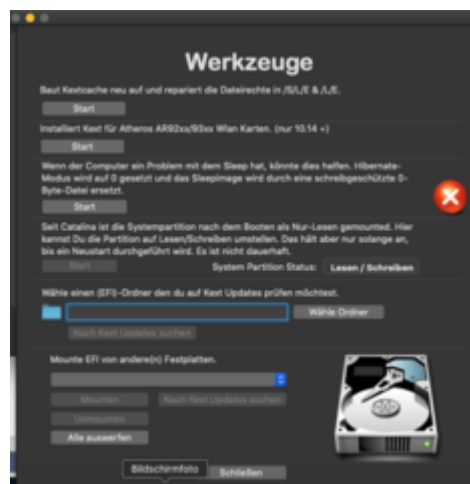 Werkzeuge
Baut Kextcache neu auf und repariert die Dateirechte in /S/L/E & /L/E.
Start
Installiert Kext für Atheros AR92xx/93xx Wlan Karten. (nur 10.14 +)
Start
Wenn der Computer ein Problem mit dem Sleep hat, könnte dies helfen. Hibernate-
Modus wird auf 0 gesetzt und das Sleepimage wird durch eine schreibgeschützte 0-
Byte-Datei ersetzt.
Start
Seit Catalina ist die Systempartition nach dem Booten als Nur-Lesen gemounted. Hier
kannst Du die Partition auf Lesen/Schreiben umstellen. Das hält aber nur solange an,
bis ein Neustart durchgeführt wird. Es ist nicht dauerhaft.
Start System Partition Status: Lesen / Schreiben
Wähle einen (EFI)-Ordner den du auf Kext Updates prüfen möchtest.
Wähle Ordner
Nach Kext Updates suchen
Mounte EFI von andere(n) Festplatten.
Mounten Nach Kext Updates suchen
Unmounten
Alle auswerfen
Bildschirmfoto Schließen